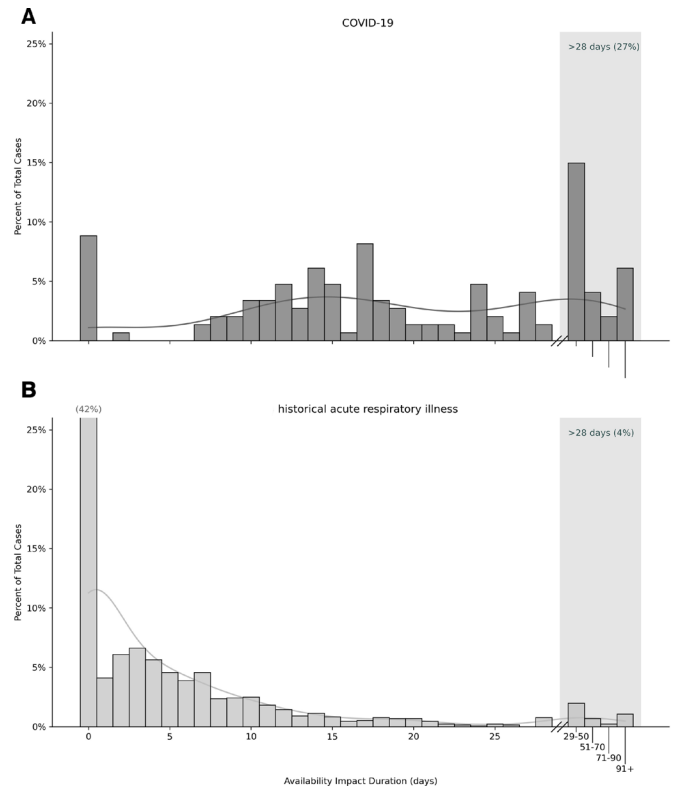 A
COVID-19
>28 days (27%)
25%
20%
15%
10%
5%
0%
Percent of Total Cases
B
(42%)
historical acute respiratory illness
>28 days (4%)
25%
20%
15%
10%
5%
0%
Percent of Total Cases
0 5 10 15 20 25 29-50
51-70
71-90
91+
Availability Impact Duration (days)